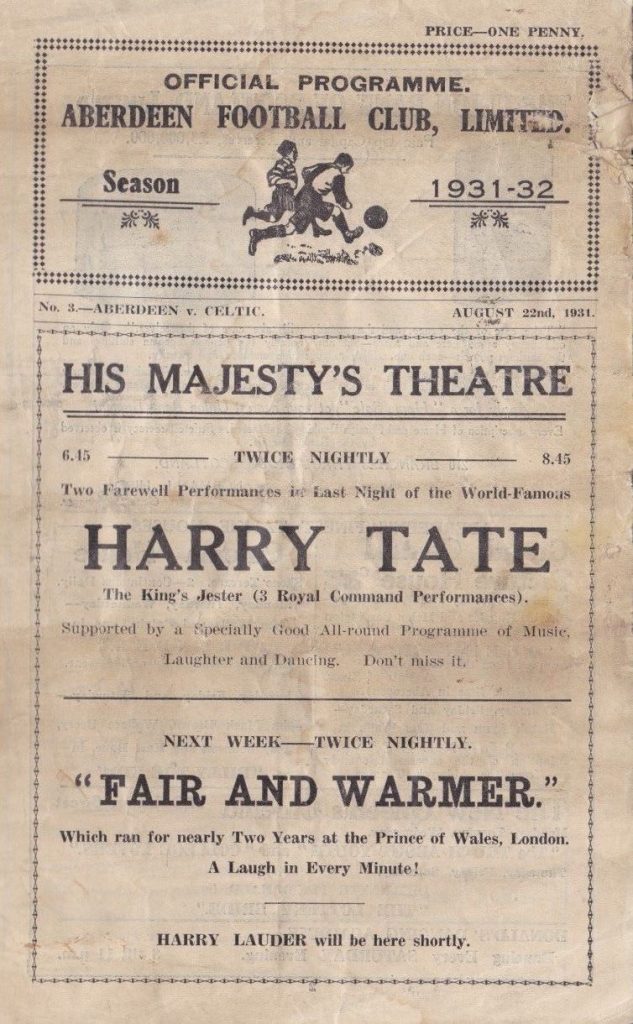 PRICE—ONE PENNY.
OFFICIAL PROGRAMME.
ABERDEEN FOOTBALL CLUB, LIMITED.
Season 1931-32
No. 3.—ABERDEEN v. CELTIC. AUGUST 22nd, 1931.
HIS MAJESTY'S THEATRE
6.45 —— TWICE NIGHTLY —— 8.45
Two Farewell Performances in Last Night of the World-Famous
HARRY TATE
The King's Jester (3 Royal Command Performances).
Supported by a Specially Good All-round Programme of Music,
Laughter and Dancing. Don't miss it.
NEXT WEEK——TWICE NIGHTLY.
"FAIR AND WARMER."
Which ran for nearly Two Years at the Prince of Wales, London.
A Laugh in Every Minute!
HARRY LAUDER will be here shortly.